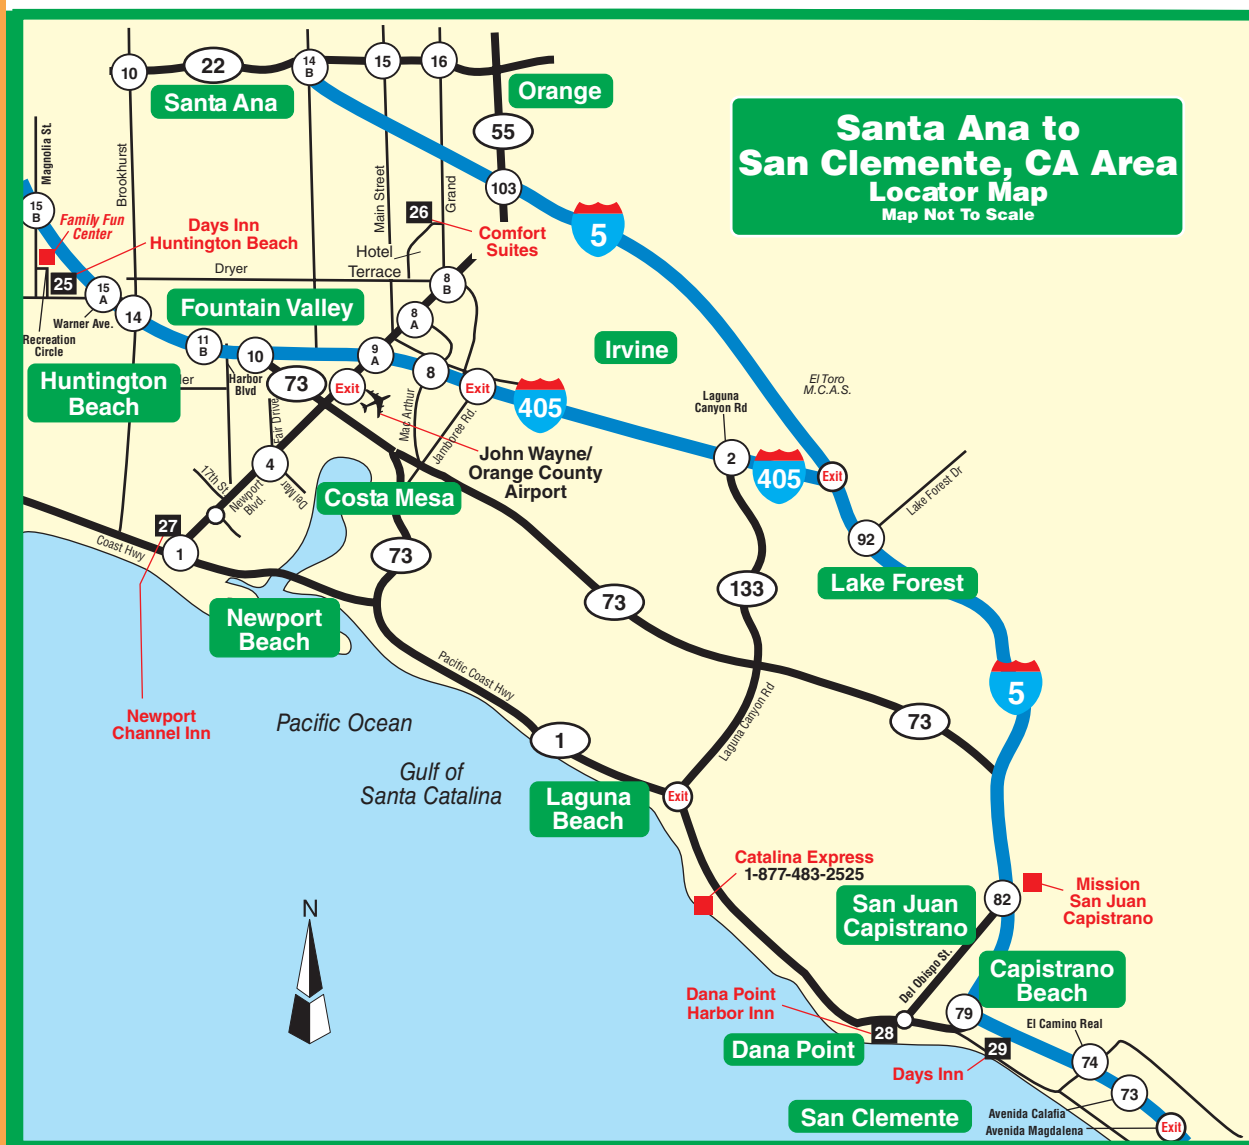 Santa Ana to
San Clemente, CA Area
Locator Map
Map Not To Scale
10
22
14
B
15
16
Santa Ana
Orange
55
103
5
Magnolia St.
Brookhurst
Main Street
Grand
15
B
Family Fun
Center
Days Inn
Huntington Beach
25
26
Comfort
Suites
Hotel
Terrace
Dryer
8
B
15
A
14
Warner Ave.
Recreation
Circle
Fountain Valley
8
A
11
B
10
9
A
8
Irvine
Huntington
Beach
ler
Harbor
Blvd
73
Exit
Exit
405
El Toro
M.C.A.S.
Laguna
Canyon Rd
Fair Drive
Mac Arthur
Jamboree Rd.
John Wayne/
Orange County
Airport
4
2
405
Exit
17th St.
Newport
Blvd.
Del Mar
Costa Mesa
Lake Forest Dr
27
Coast Hwy
1
73
92
Lake Forest
133
73
Newport
Beach
Pacific Coast Hwy
5
Newport
Channel Inn
Pacific Ocean
Laguna Canyon Rd
73
1
Gulf of
Santa Catalina
Laguna
Beach
Exit
Catalina Express
1-877-483-2525
Mission
San Juan
Capistrano
82
San Juan
Capistrano
N
Del Obispo St.
Capistrano
Beach
Dana Point
Harbor Inn
28
79
El Camino Real
Dana Point
29
74
Days Inn
73
San Clemente
Avenida Calafia
Avenida Magdalena
Exit